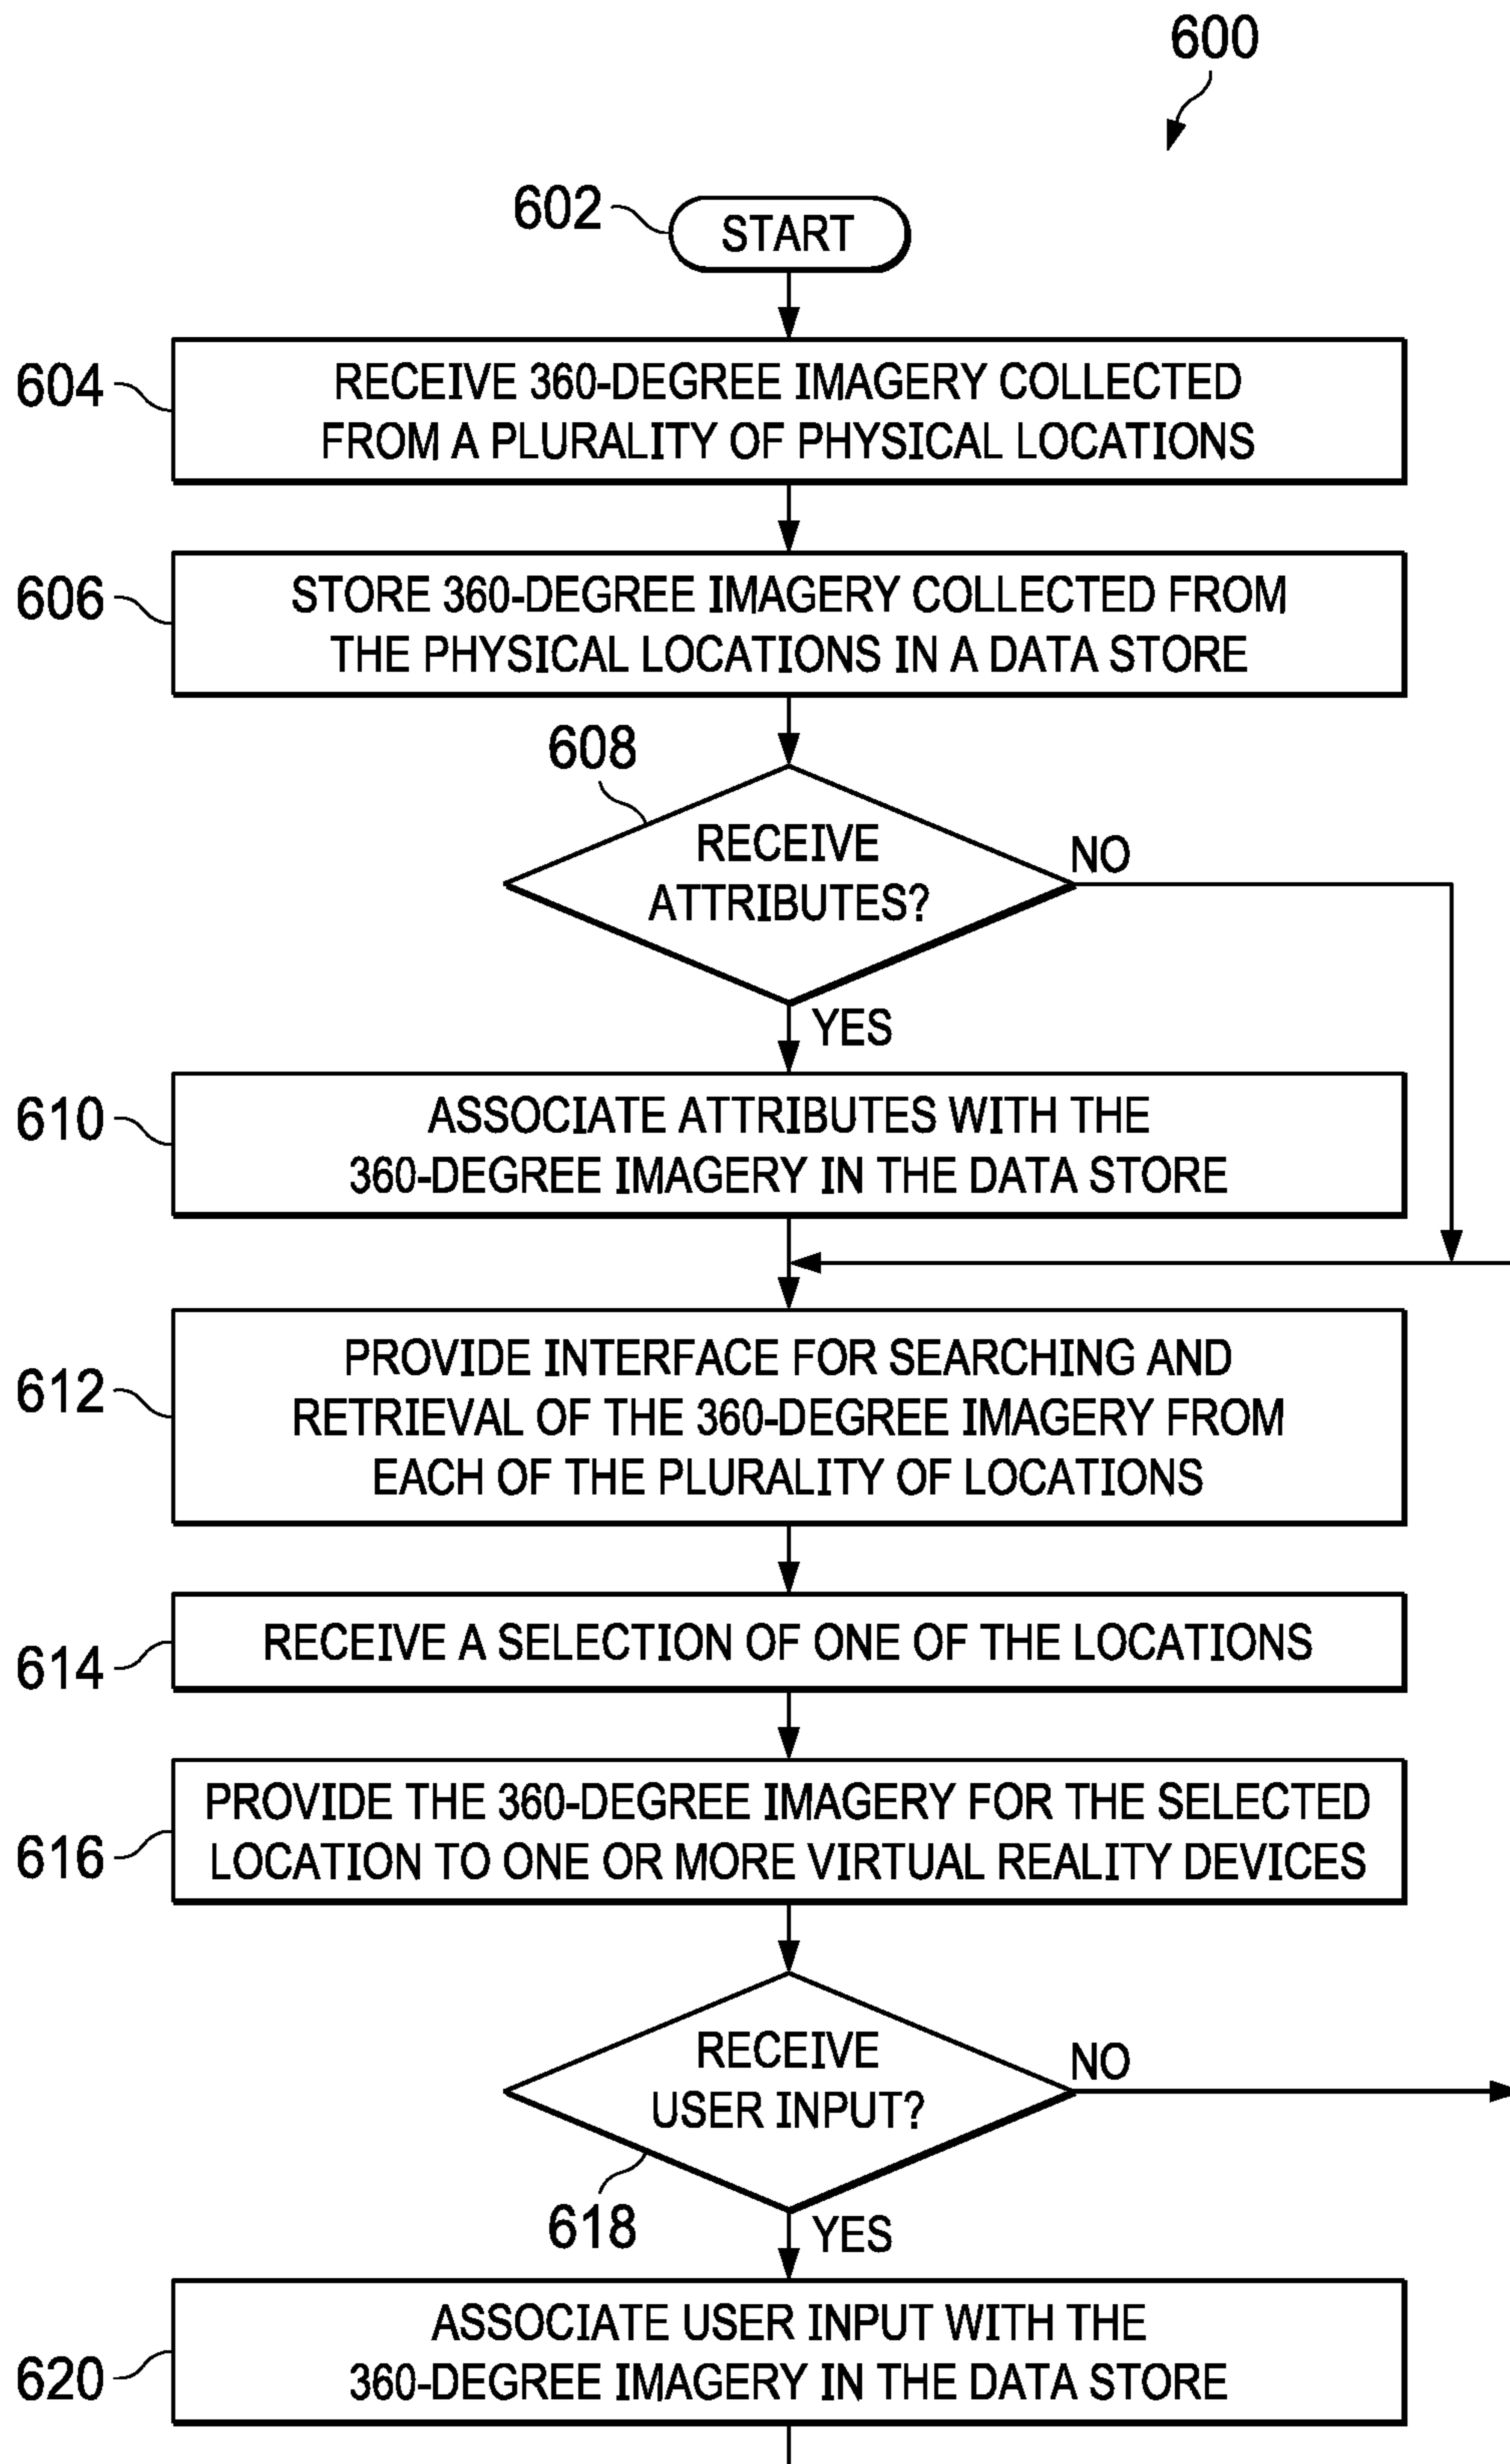 600
602
START
604
RECEIVE 360-DEGREE IMAGERY COLLECTED
FROM A PLURALITY OF PHYSICAL LOCATIONS
606
STORE 360-DEGREE IMAGERY COLLECTED FROM
THE PHYSICAL LOCATIONS IN A DATA STORE
608
RECEIVE
ATTRIBUTES?
NO
YES
610
ASSOCIATE ATTRIBUTES WITH THE
360-DEGREE IMAGERY IN THE DATA STORE
612
PROVIDE INTERFACE FOR SEARCHING AND
RETRIEVAL OF THE 360-DEGREE IMAGERY FROM
EACH OF THE PLURALITY OF LOCATIONS
614
RECEIVE A SELECTION OF ONE OF THE LOCATIONS
616
PROVIDE THE 360-DEGREE IMAGERY FOR THE SELECTED
LOCATION TO ONE OR MORE VIRTUAL REALITY DEVICES
RECEIVE
USER INPUT?
NO
618
YES
620
ASSOCIATE USER INPUT WITH THE
360-DEGREE IMAGERY IN THE DATA STORE